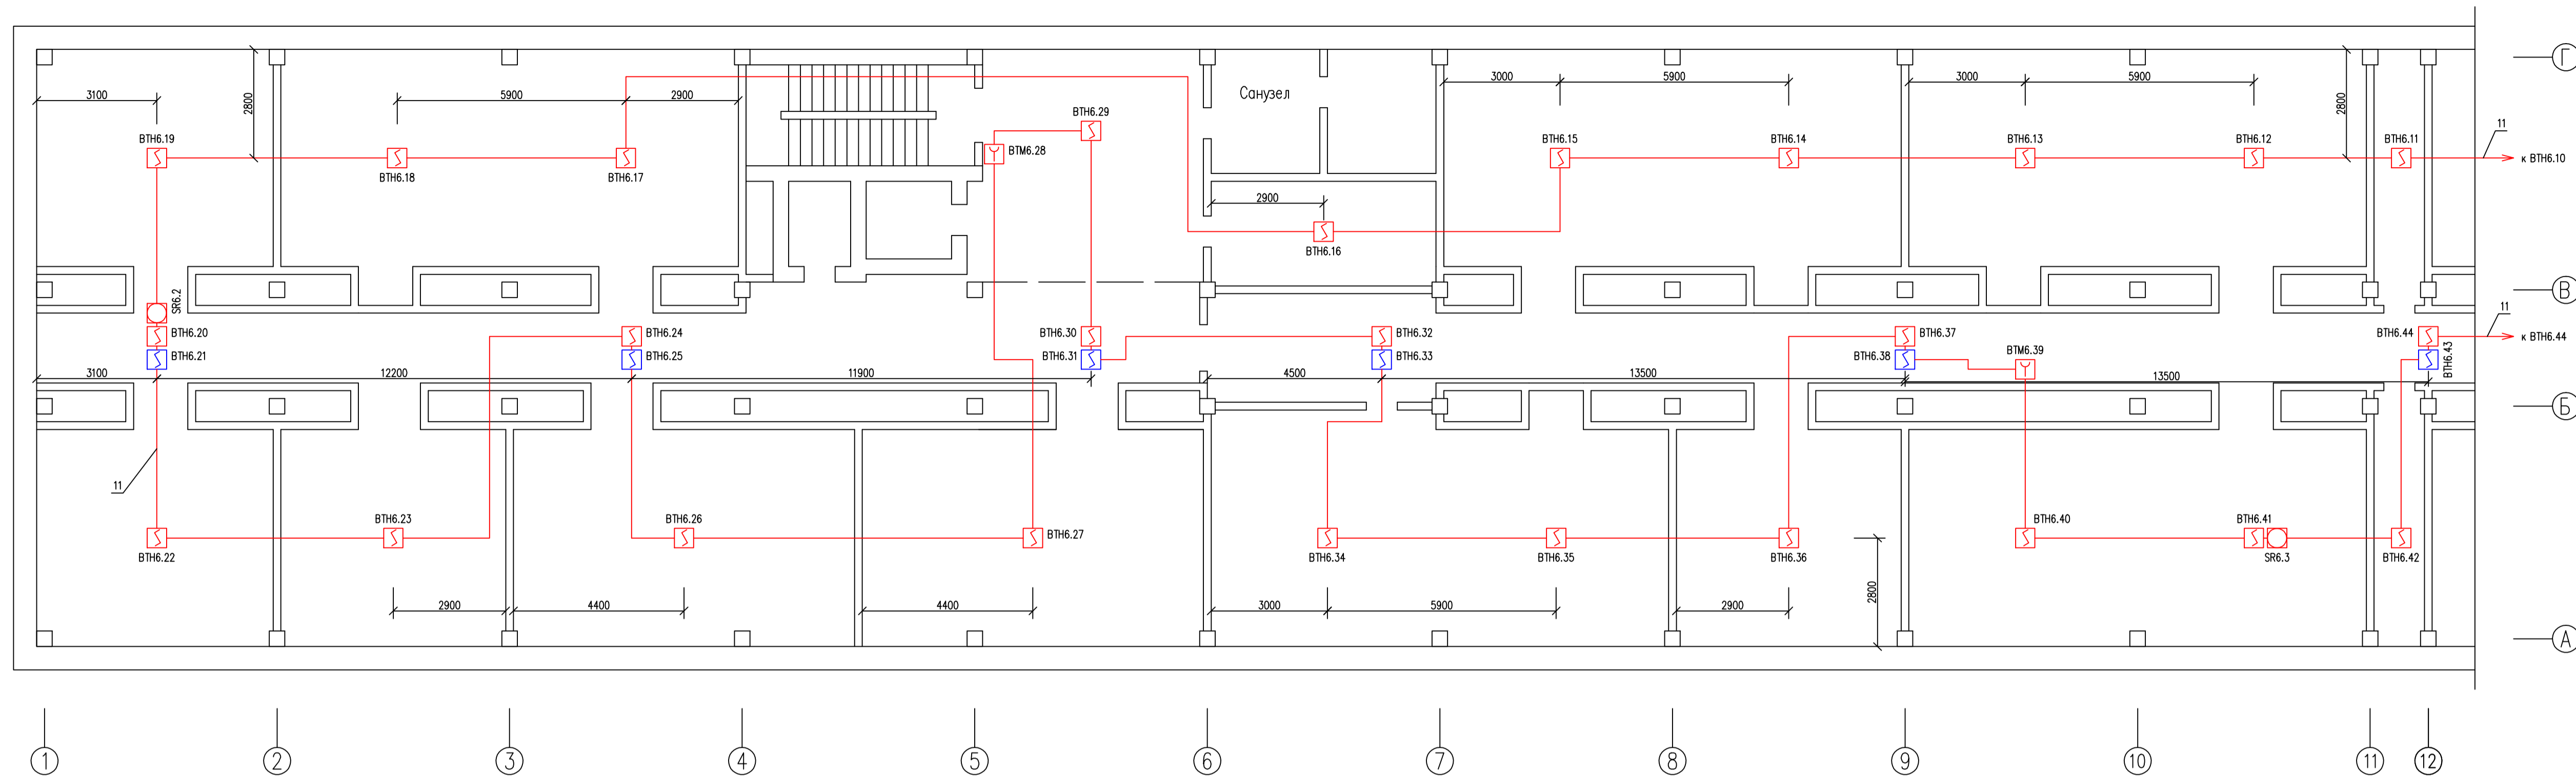 Г
Санузел
3000
5900
3000
5900
3100
5900
2900
2800
2800
ВТН6.29
11
ВТН6.19
ВТН6.15
ВТН6.14
ВТН6.13
ВТН6.12
ВТН6.11
ВТМ6.28
к ВТН6.10
ВТН6.18
ВТН6.17
2900
ВТН6.16
В
SR6.2
11
ВТН6.20
ВТН6.24
ВТН6.30
ВТН6.32
ВТН6.37
ВТН6.44
к ВТН6.44
ВТН6.21
ВТН6.25
ВТН6.31
ВТН6.33
ВТН6.38
ВТМ6.39
ВТН6.43
3100
12200
11900
4500
13500
13500
Б
11
ВТН6.23
ВТН6.26
ВТН6.40
ВТН6.41
ВТН6.27
ВТН6.22
ВТН6.34
ВТН6.35
ВТН6.36
SR6.3
ВТН6.42
2800
2900
4400
4400
3000
5900
2900
А
1
2
3
4
5
6
7
8
9
10
11
12